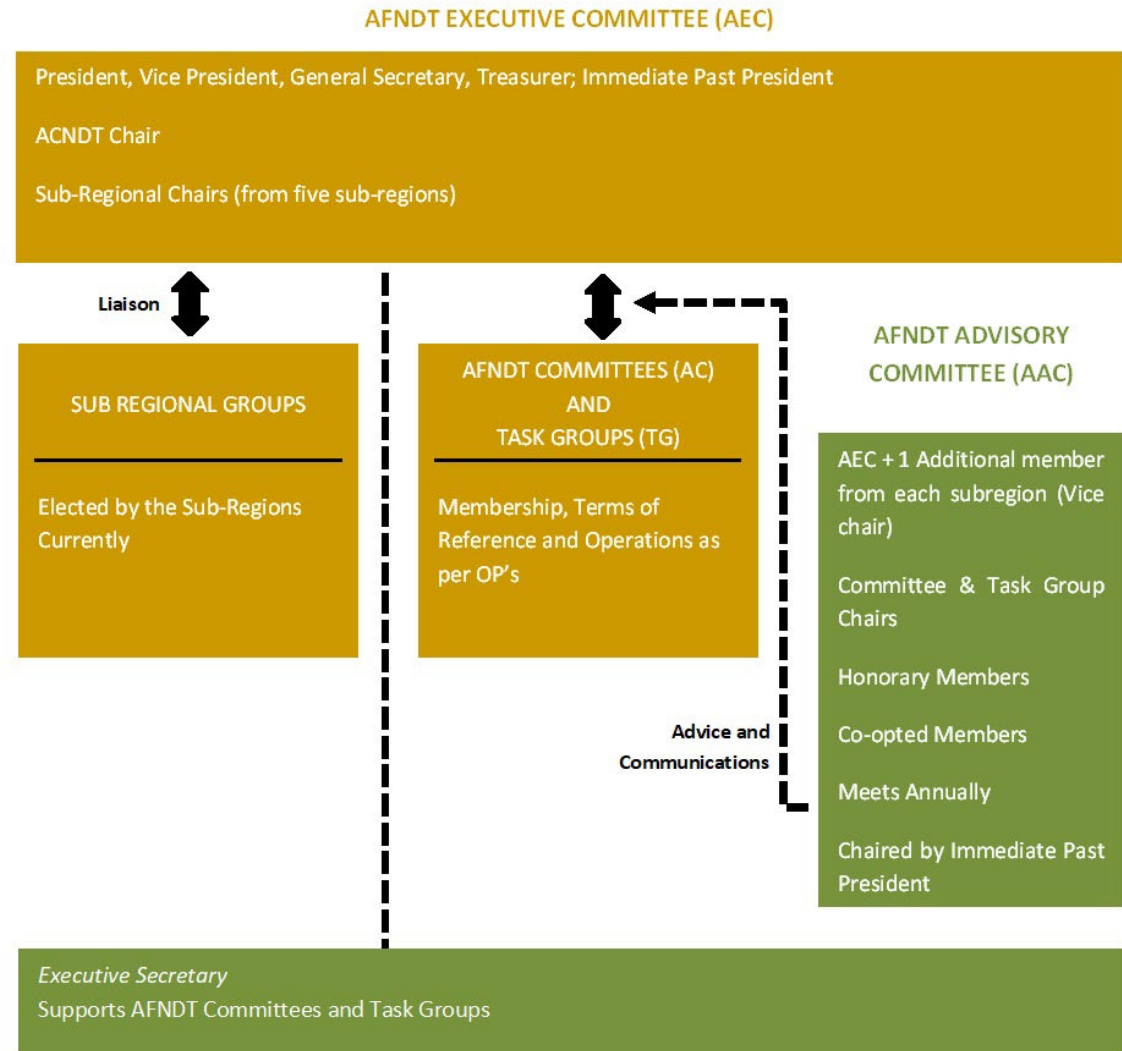 AFNDT EXECUTIVE COMMITTEE (AEC)
President, Vice President, General Secretary, Treasurer; Immediate Past President
ACNDT Chair
Sub-Regional Chairs (from five sub-regions)
Liaison
SUB REGIONAL GROUPS
Elected by the Sub-Regions
Currently
AFNDT COMMITTEES (AC)
AND
TASK GROUPS (TG)
Membership, Terms of
Reference and Operations as
per OP's
Advice and
Communications
AFNDT ADVISORY
COMMITTEE (AAC)
AEC + 1 Additional member
from each subregion (Vice
chair)
Committee & Task Group
Chairs
Honorary Members
Co-opted Members
Meets Annually
Chaired by Immediate Past
President
Executive Secretary
Supports AFNDT Committees and Task Groups